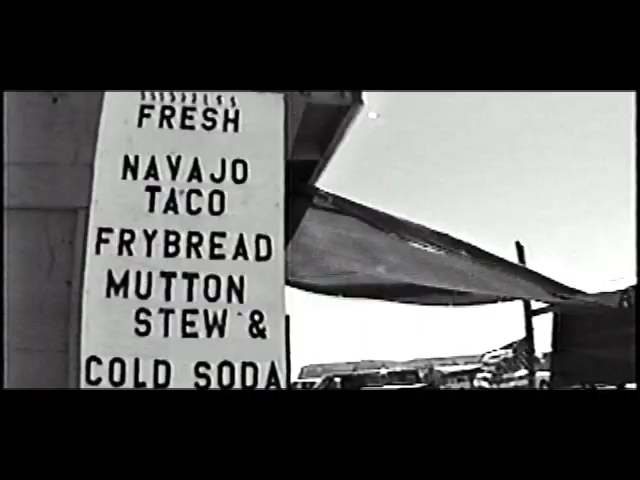 FRESH
NAVAJO
TACO
FRYBREAD
MUTTON
STEW &
COLD SODA